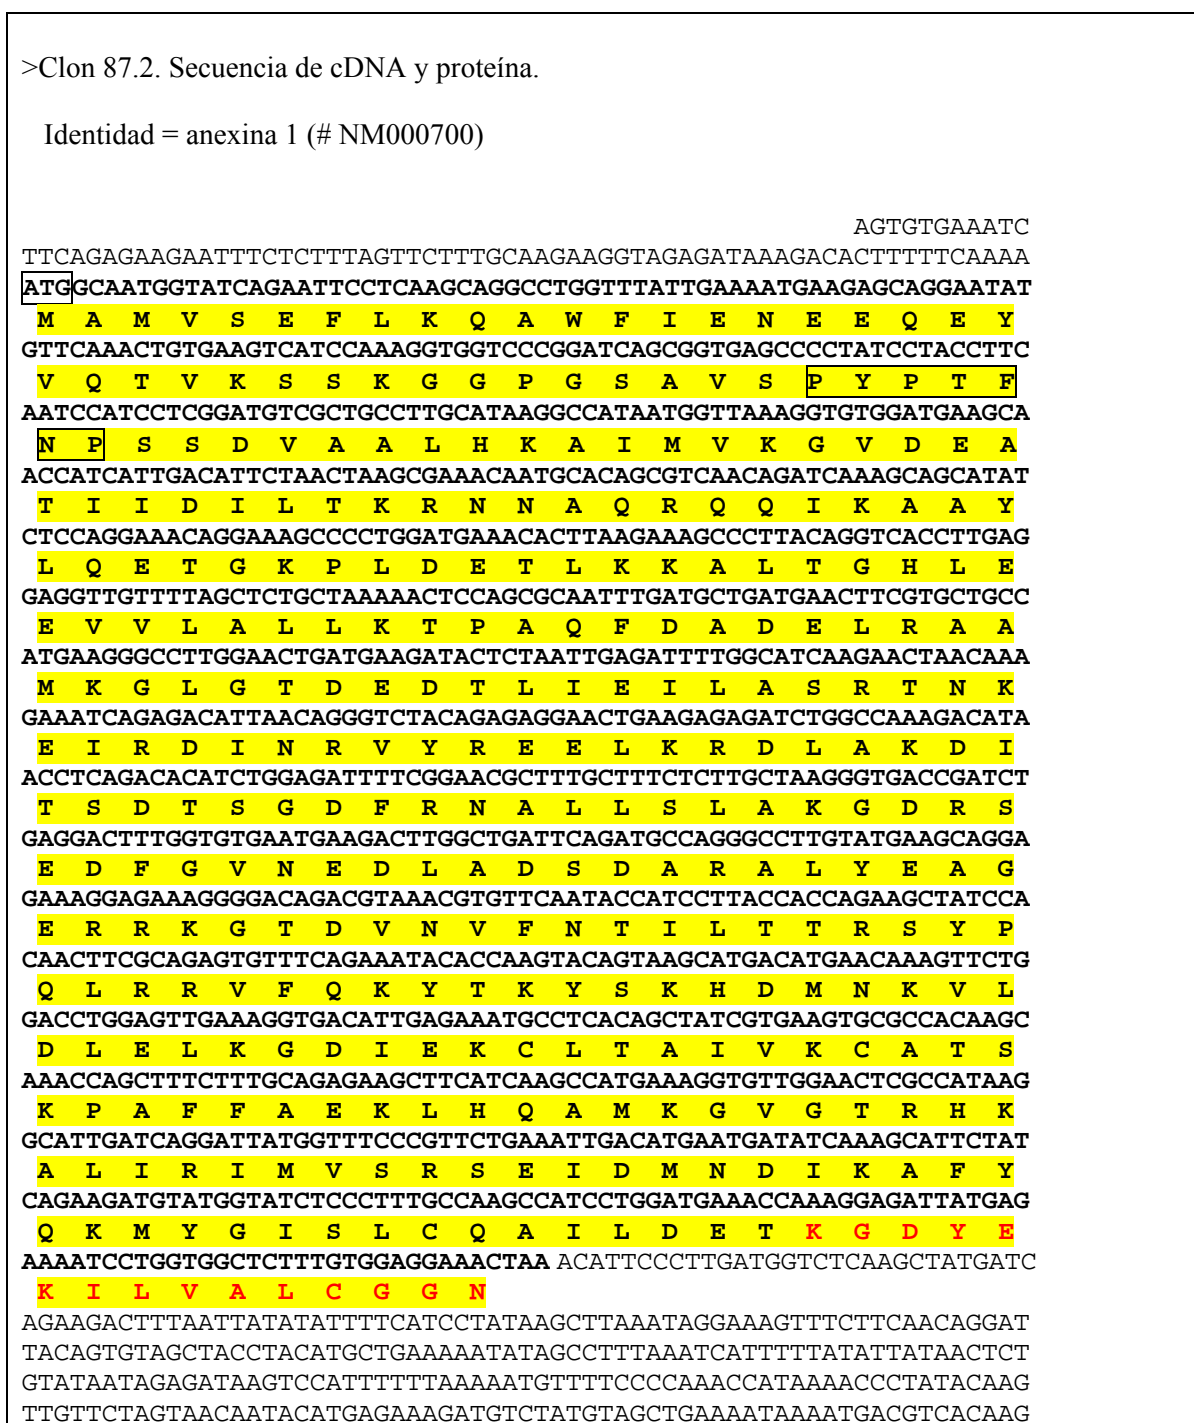 >Clon 87.2. Secuencia de cDNA y proteína.
Identidad = anexina 1 (# NM000700)
AGTGTGAAATC
TTCAGAGAAGAATTTCTCTTTAGTTCTTTGCAAGAAGGTAGAGATAAAGACACTTTTTCAAAA
ATGGCAATGGTATCAGAATTCCTCAAGCAGGCCTGGTTTATTGAAAATGAAGAGCAGGAATAT
M A M V S E F L K Q A W F I E N E E Q E Y
GTTCAAACTGTGAAGTCATCCAAAGGTGGTCCCGGATCAGCGGTGAGCCCCTATCCTACCTTC
V Q T V K S S K G G P G S A V S P Y P T F
AATCCATCCTCGGATGTCGCTGCCTTGCATAAGGCCATAATGGTTAAAGGTGTGGATGAAGCA
N P S S D V A A L H K A I M V K G V D E A
ACCATCATTGACATTCTAACTAAGCGAAACAATGCACAGCGTCAACAGATCAAAGCAGCATAT
T I I D I L T K R N N A Q R Q Q I K A A Y
CTCCAGGAAACAGGAAAGCCCCTGGATGAAACACTTAAGAAAGCCCTTACAGGTCACCTTGAG
L Q E T G K P L D E T L K K A L T G H L E
GAGGTTGTTTTAGCTCTGCTAAAAACTCCAGCGCAATTTGATGCTGATGAACTTCGTGCTGCC
E V V L A L L K T P A Q F D A D E L R A A
ATGAAGGGCCTTGGAACTGATGAAGATACTCTAATTGAGATTTTGGCATCAAGAACTAACAAA
M K G L G T D E D T L I E I L A S R T N K
GAAATCAGAGACATTAACAGGGTCTACAGAGAGGAACTGAAGAGAGATCTGGCCAAAGACATA
E I R D I N R V Y R E E L K R D L A K D I
ACCTCAGACACATCTGGAGATTTTCGGAACGCTTTGCTTTCTCTTGCTAAGGGTGACCGATCT
T S D T S G D F R N A L L S L A K G D R S
GAGGACTTTGGTGTGAATGAAGACTTGGCTGATTCAGATGCCAGGGCCTTGTATGAAGCAGGA
E D F G V N E D L A D S D A R A L Y E A G
GAAAGGAGAAAGGGGACAGACGTAAACGTGTTCAATACCATCCTTACCACCAGAAGCTATCCA
E R R K G T D V N V F N T I L T T R S Y P
CAACTTCGCAGAGTGTTTCAGAAATACACCAAGTACAGTAAGCATGACATGAACAAAGTTCTG
Q L R R V F Q K Y T K Y S K H D M N K V L
GACCTGGAGTTGAAAGGTGACATTGAGAAATGCCTCACAGCTATCGTGAAGTGCGCCACAAGC
D L E L K G D I E K C L T A I V K C A T S
AAACCAGCTTTCTTTGCAGAGAAGCTTCATCAAGCCATGAAAGGTGTTGGAACTCGCCATAAG
K P A F F A E K L H Q A M K G V G T R H K
GCATTGATCAGGATTATGGTTTCCCGTTCTGAAATTGACATGAATGATATCAAAGCATTCTAT
A L I R I M V S R S E I D M N D I K A F Y
CAGAAGATGTATGGTATCTCCCTTTGCCAAGCCATCCTGGATGAAACCAAAGGAGATTATGAG
Q K M Y G I S L C Q A I L D E T K G D Y E
AAAATCCTGGTGGCTCTTTGTGGAGGAAACTAA ACATTCCCTTGATGGTCTCAAGCTATGATC
K I L V A L C G G N
AGAAGACTTTAATTATATATTTTCATCCTATAAGCTTAAATAGGAAAGTTTCTTCAACAGGAT
TACAGTGTAGCTACCTACATGCTGAAAAATATAGCCTTTAAATCATTTTTATATTATAACTCT
GTATAATAGAGATAAGTCCATTTTTTAAAAATGTTTTCCCCAAACCATAAAACCCTATACAAG
TTGTTCTAGTAACAATACATGAGAAAGATGTCTATGTAGCTGAAAATAAAATGACGTCACAAG